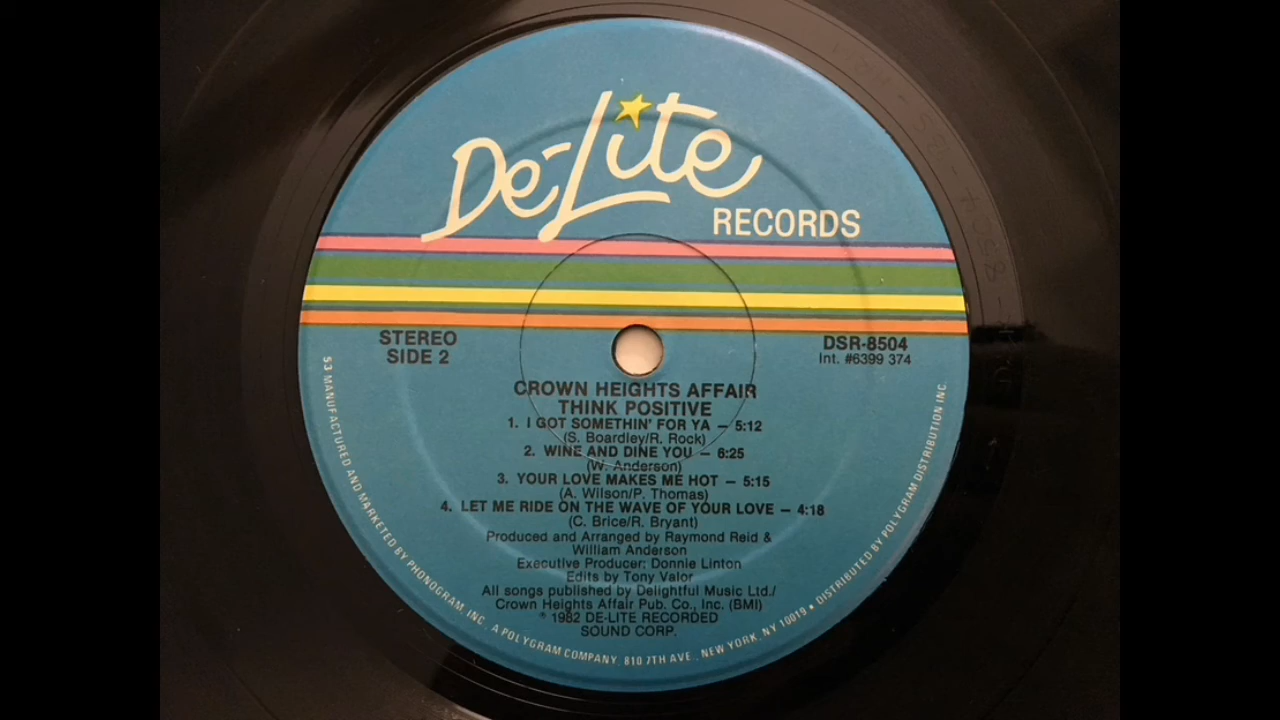 De-Lite
RECORDS
STEREO
SIDE 2
DSR-8504
Int. #6399 374
CROWN HEIGHTS AFFAIR
THINK POSITIVE
1. I GOT SOMETHIN' FOR YA — 5:12
(S. Boardley/R. Rock)
2. WINE AND DINE YOU — 6:25
(W. Anderson)
3. YOUR LOVE MAKES ME HOT — 5:15
(A. Wilson/P. Thomas)
4. LET ME RIDE ON THE WAVE OF YOUR LOVE — 4:18
(C. Brice/R. Bryant)
Produced and Arranged by Raymond Reid &
William Anderson
Executive Producer: Donnie Linton
Edits by Tony Valor
All songs published by Delightful Music Ltd./
Crown Heights Affair Pub. Co., Inc. (BMI)
℗ 1982 DE-LITE RECORDED
SOUND CORP.
53 MANUFACTURED AND MARKETED BY PHONOGRAM, INC., A POLYGRAM COMPANY, 810 7TH AVE., NEW YORK, NY 10019 • DISTRIBUTED BY POLYGRAM DISTRIBUTION INC.